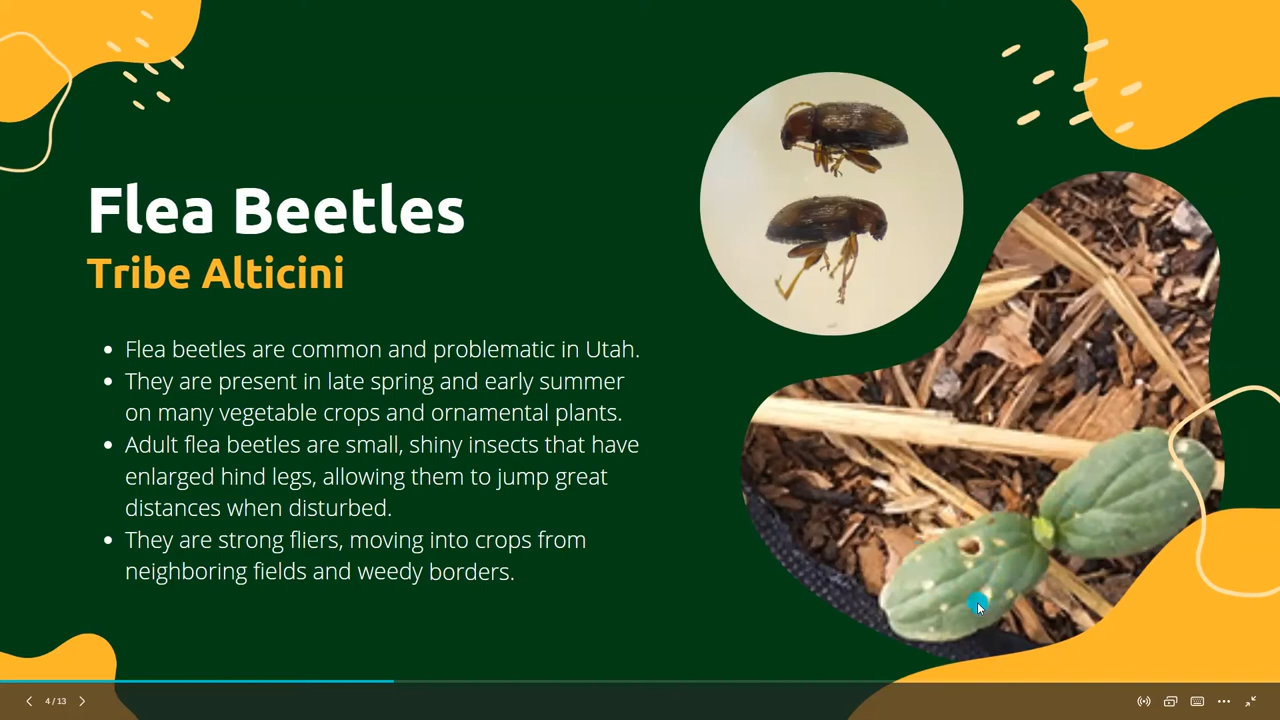 Flea Beetles
Tribe Alticini
Flea beetles are common and problematic in Utah.
They are present in late spring and early summer
on many vegetable crops and ornamental plants.
Adult flea beetles are small, shiny insects that have
enlarged hind legs, allowing them to jump great
distances when disturbed.
They are strong fliers, moving into crops from
neighboring fields and weedy borders.
4 / 13